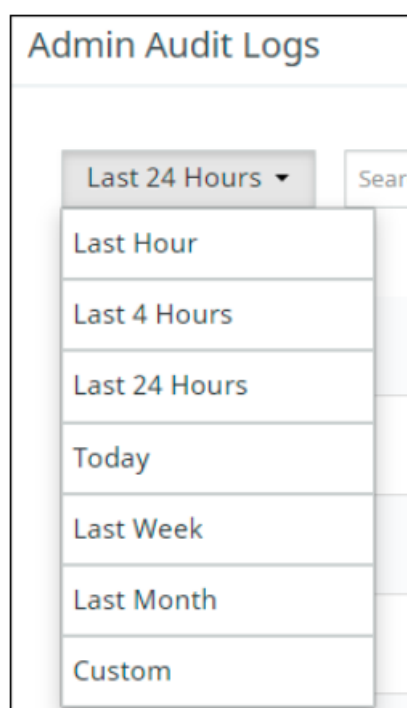 Admin Audit Logs
Last 24 Hours
Last Hour
Last 4 Hours
Last 24 Hours
Today
Last Week
Last Month
Custom